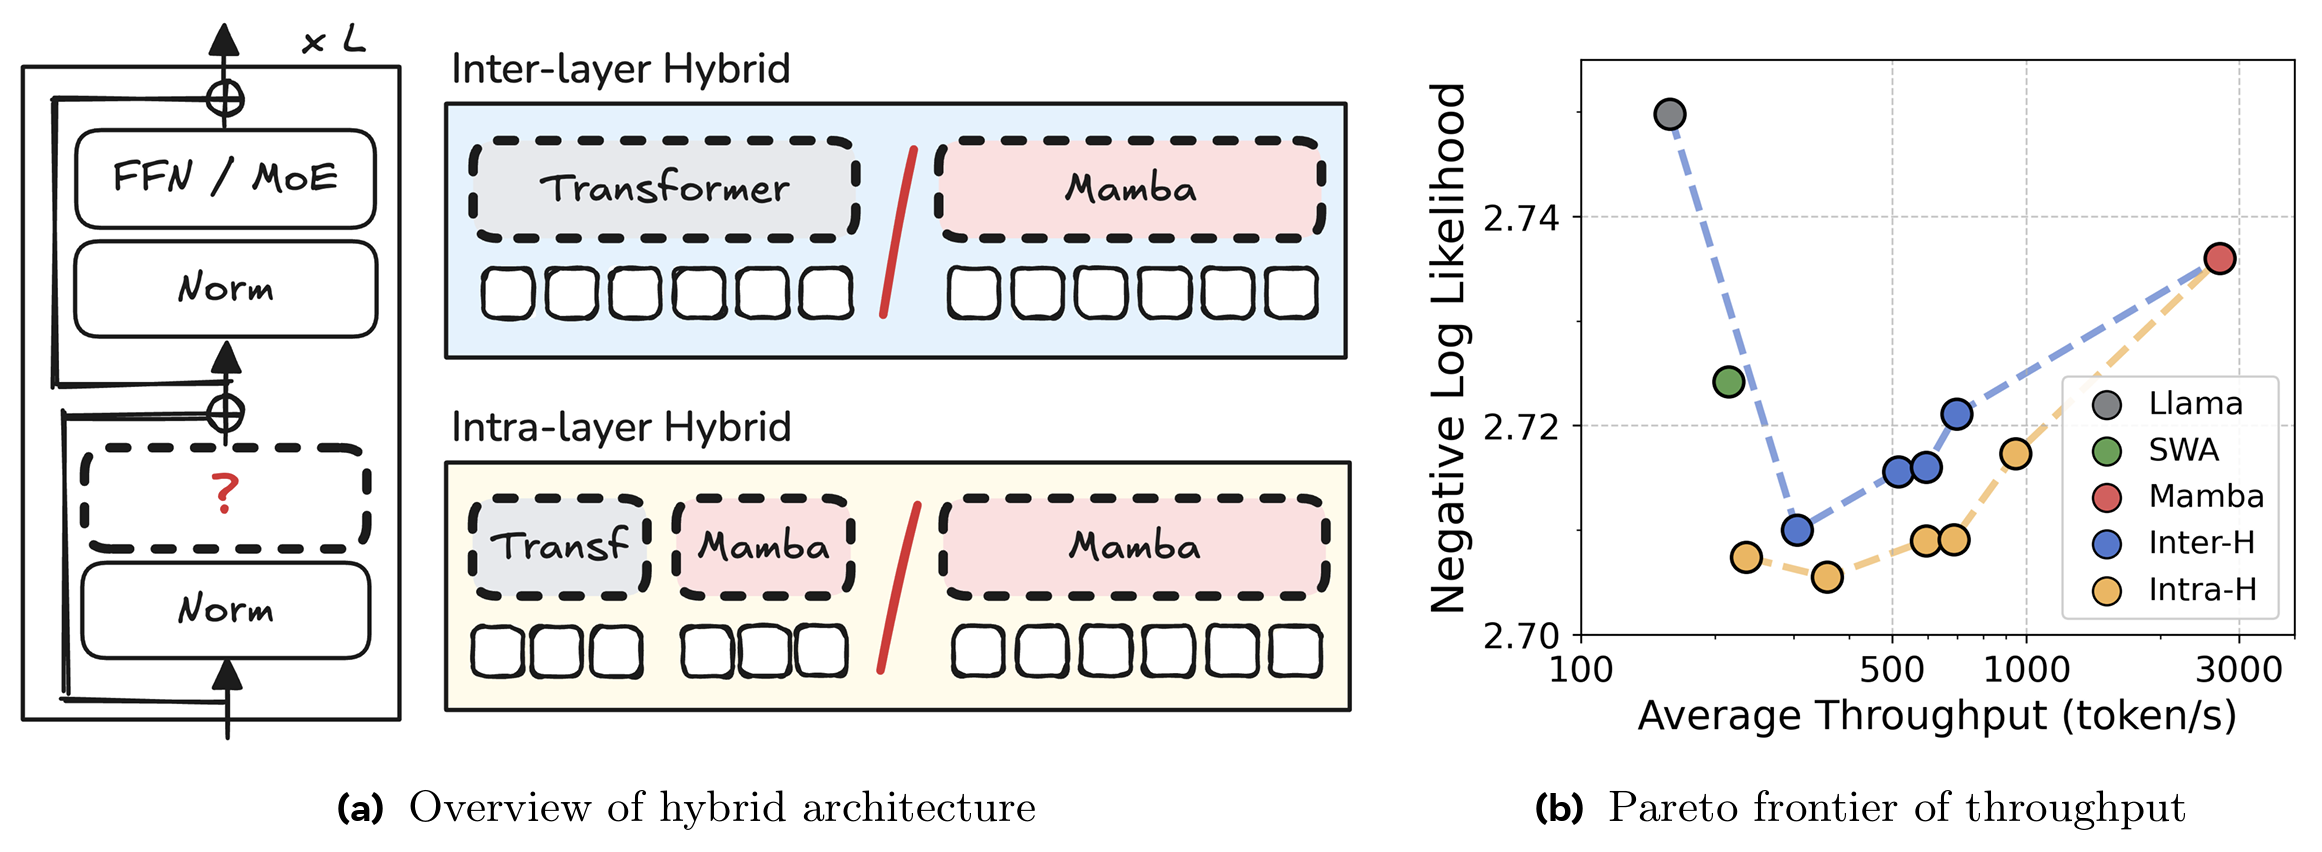 x L
FFN / MoE
Norm
?
Norm
Inter-layer Hybrid
Transformer
Mamba
Intra-layer Hybrid
Transf
Mamba
Mamba
(a) Overview of hybrid architecture
Negative Log Likelihood
2.74
2.72
2.70
100
500
1000
3000
Average Throughput (token/s)
Llama
SWA
Mamba
Inter-H
Intra-H
(b) Pareto frontier of throughput